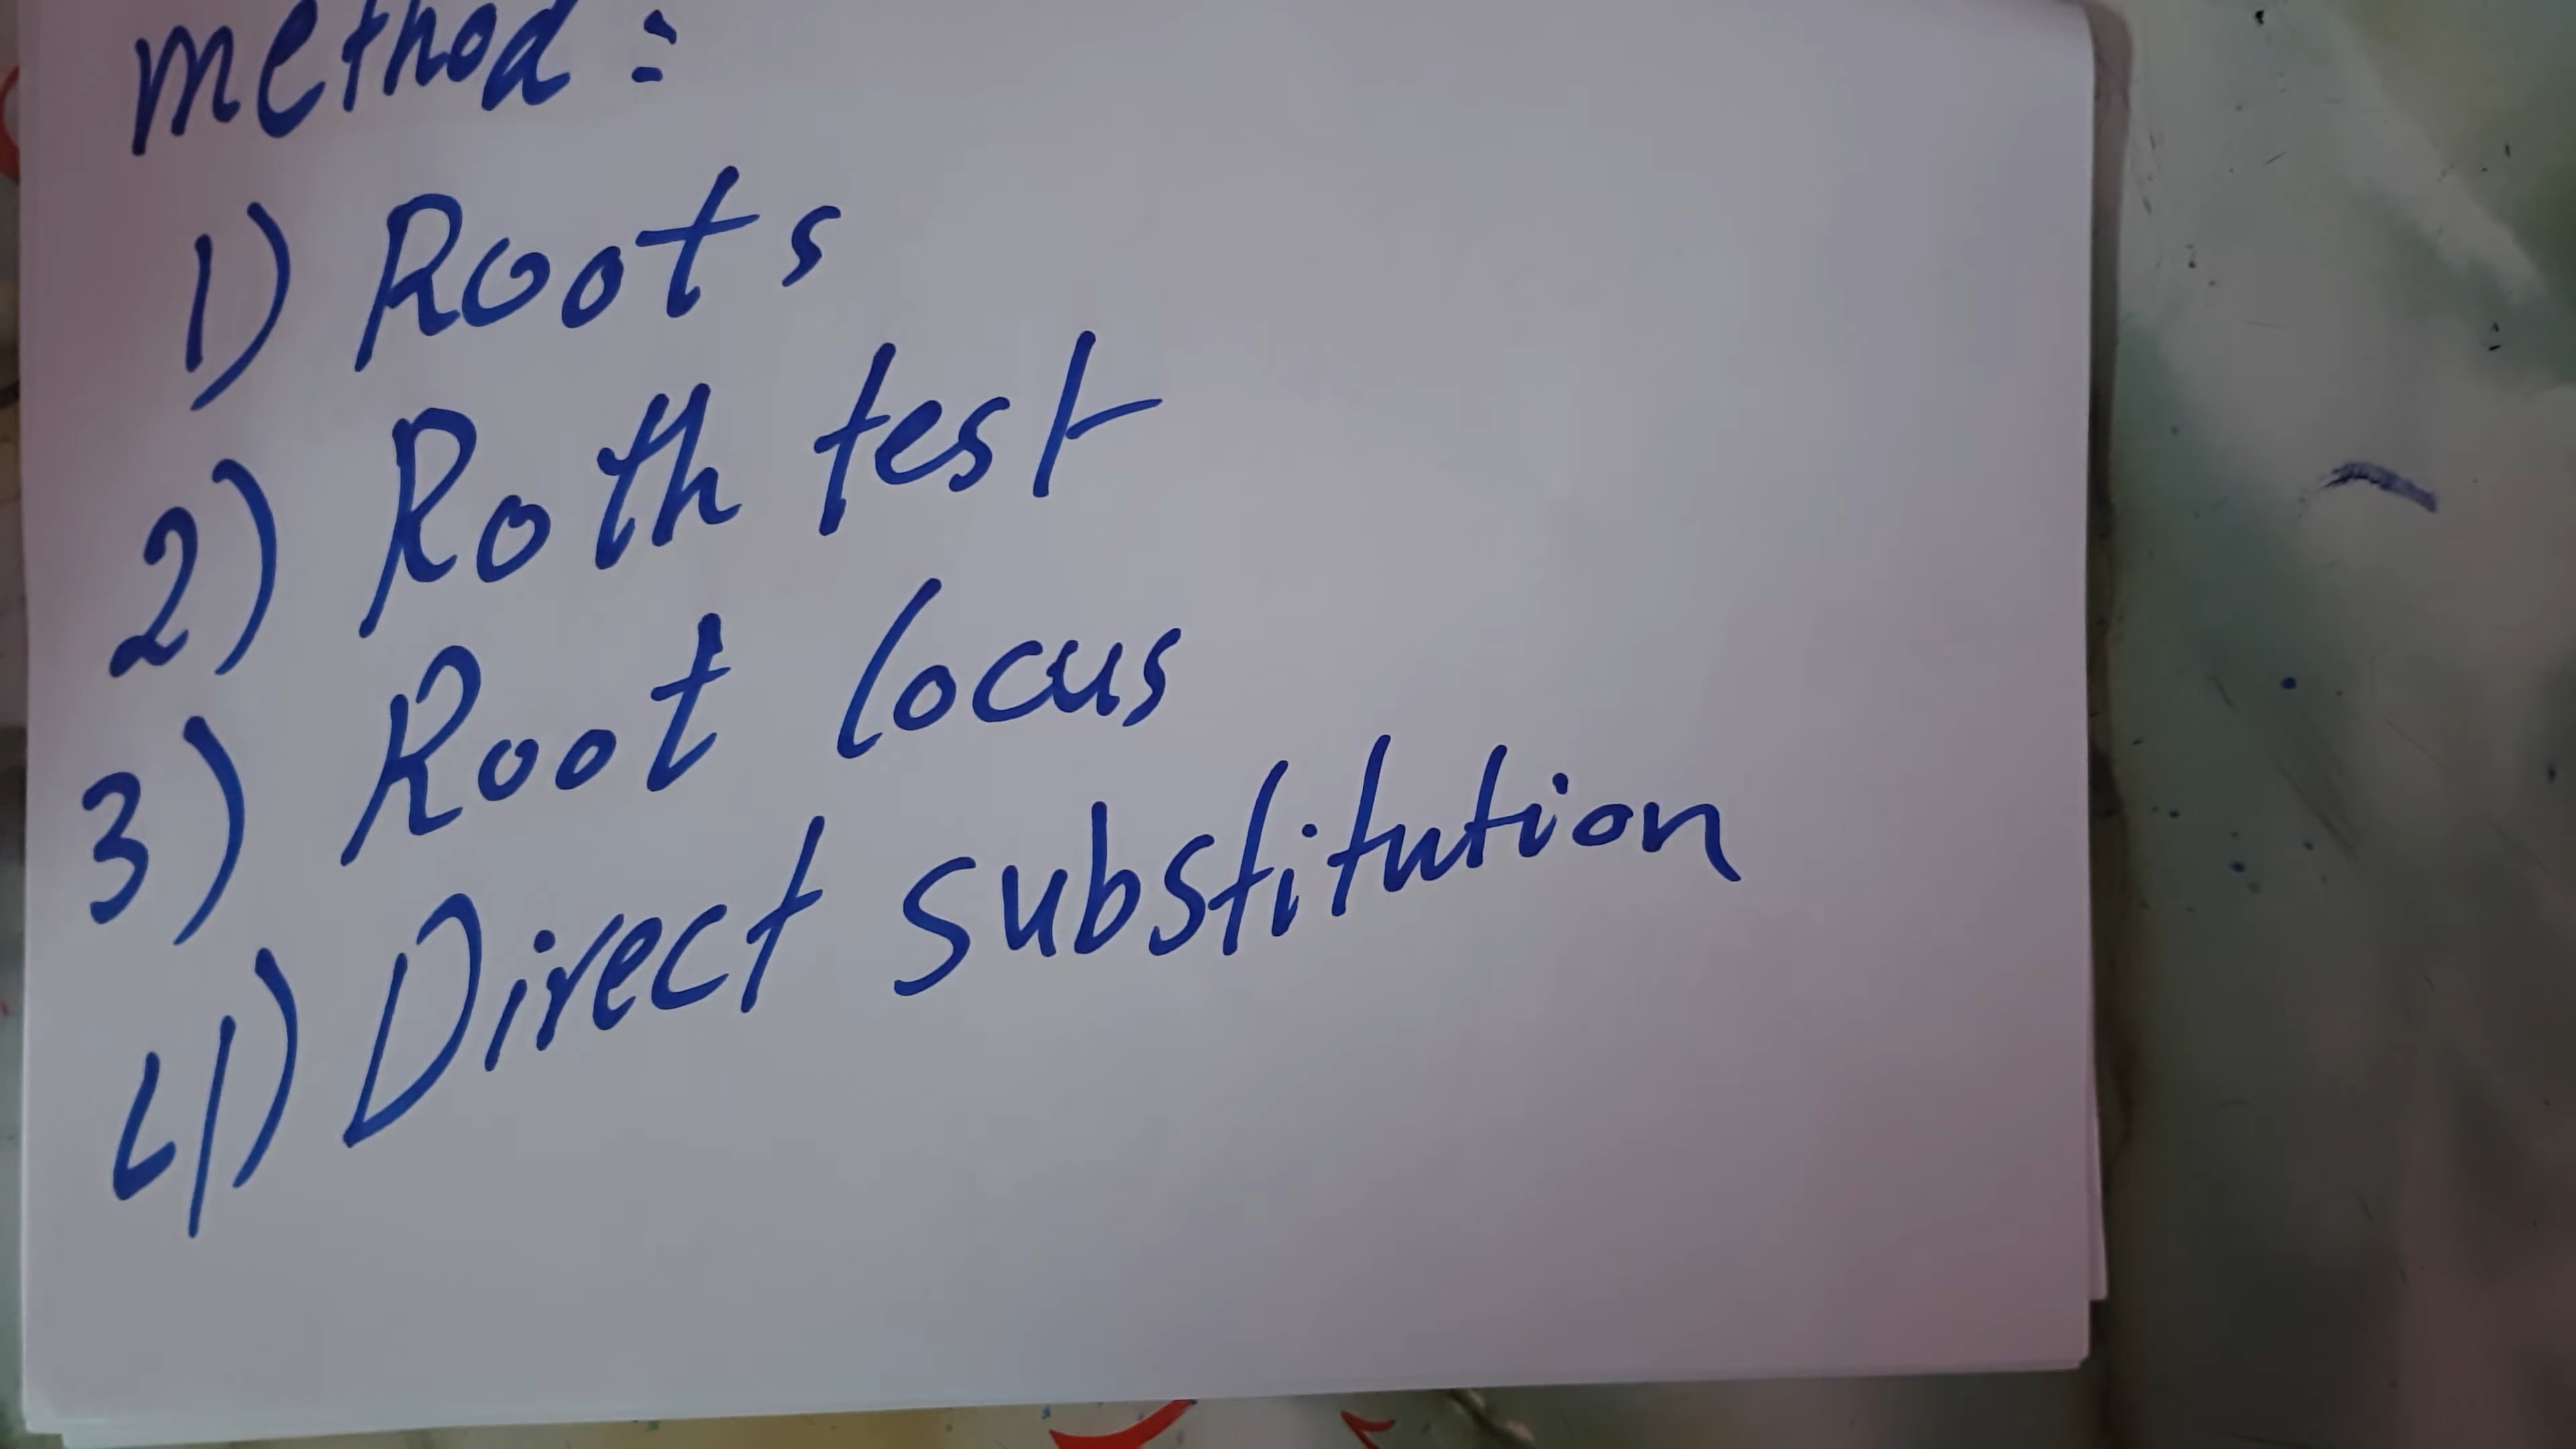 method:
1) Roots
2) Roth test
3) Root locus
4) Direct substitution